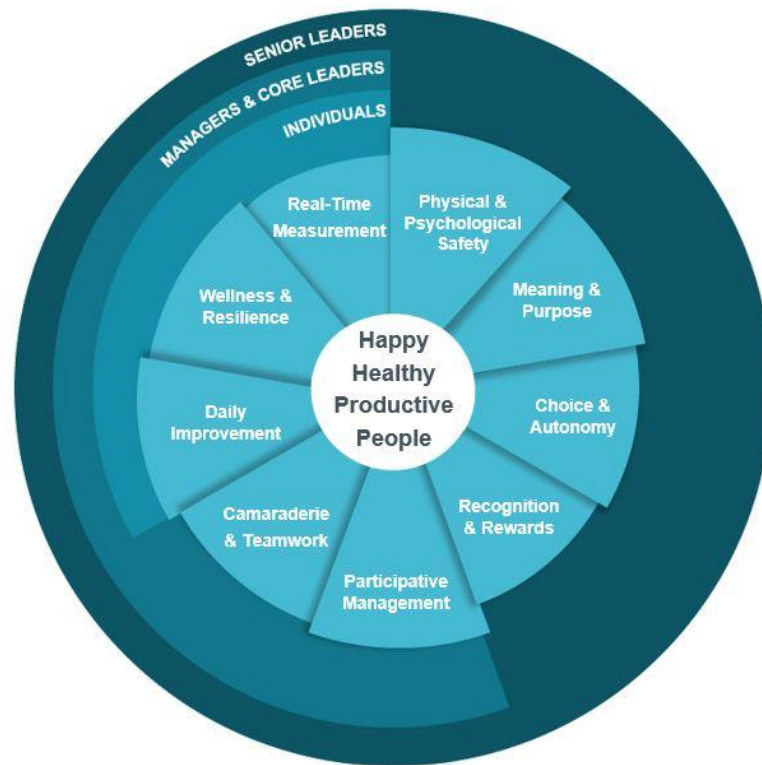 SENIOR LEADERS
MANAGERS & CORE LEADERS
INDIVIDUALS
Real-Time
Measurement
Physical &
Psychological
Safety
Meaning &
Purpose
Choice &
Autonomy
Recognition
& Rewards
Participative
Management
Camaraderie
& Teamwork
Daily
Improvement
Wellness &
Resilience
Happy
Healthy
Productive
People